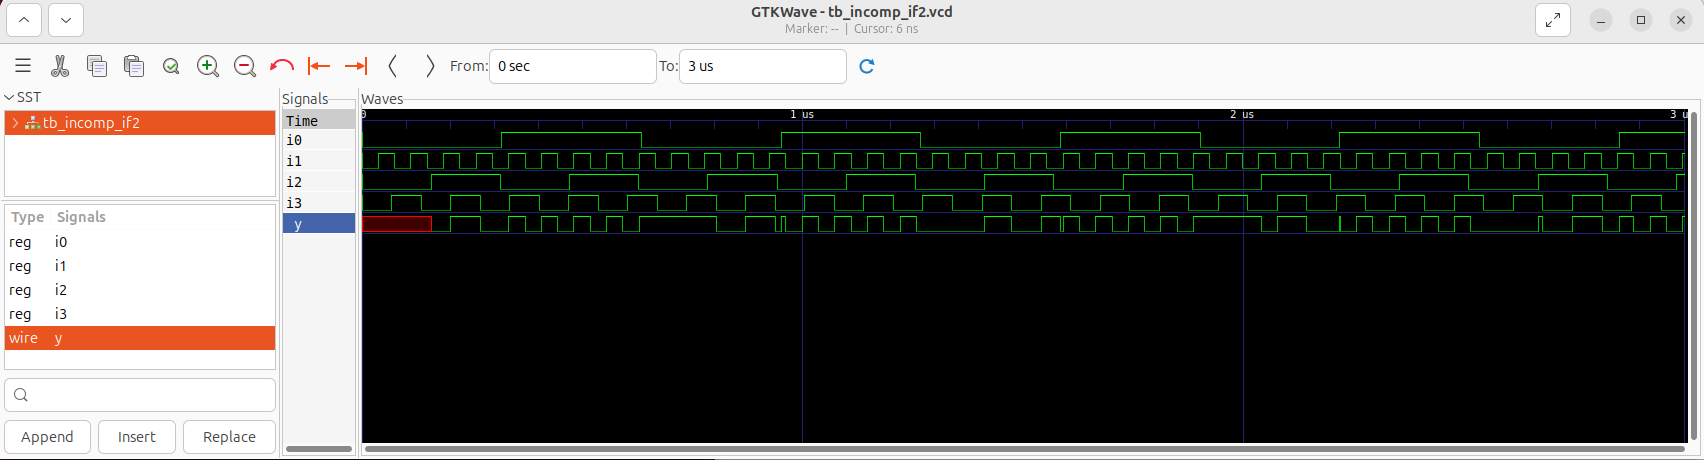 GTKWave - tb_incomp_if2.vcd
Marker: -- | Cursor: 6 ns
From: 0 sec To: 3 us
SST
tb_incomp_if2
Type Signals
reg i0
reg i1
reg i2
reg i3
wire y
Append Insert Replace
Signals
Time
i0
i1
i2
i3
y
Waves
0 1 us 2 us 3 u